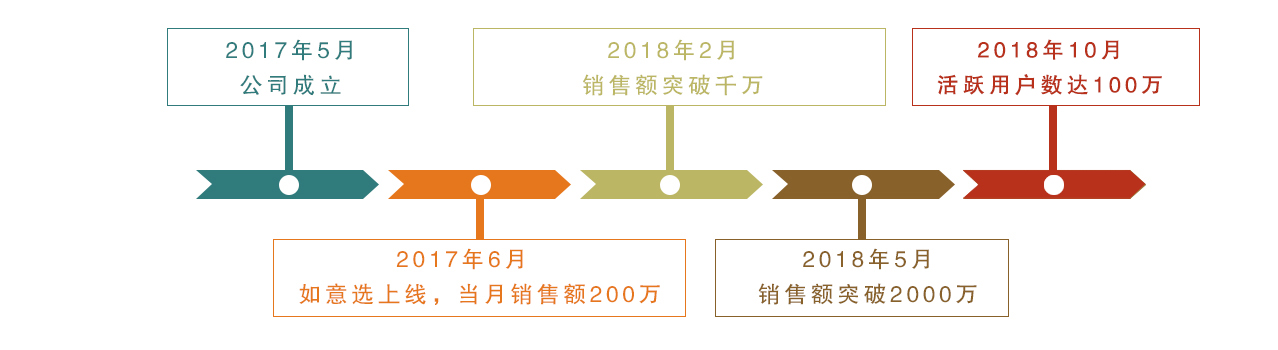 2017年5月
公司成立
2018年2月
销售额突破千万
2018年10月
活跃用户数达100万
2017年6月
如意选上线，当月销售额200万
2018年5月
销售额突破2000万